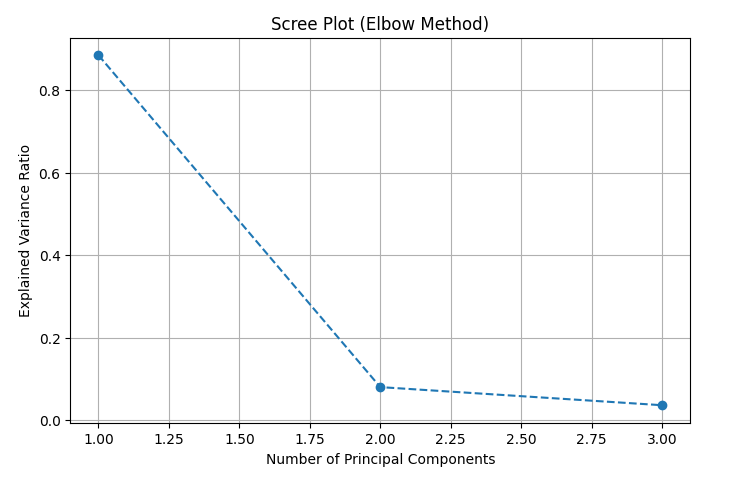 Scree Plot (Elbow Method)
Explained Variance Ratio
0.8
0.6
0.4
0.2
0.0
1.00 1.25 1.50 1.75 2.00 2.25 2.50 2.75 3.00
Number of Principal Components